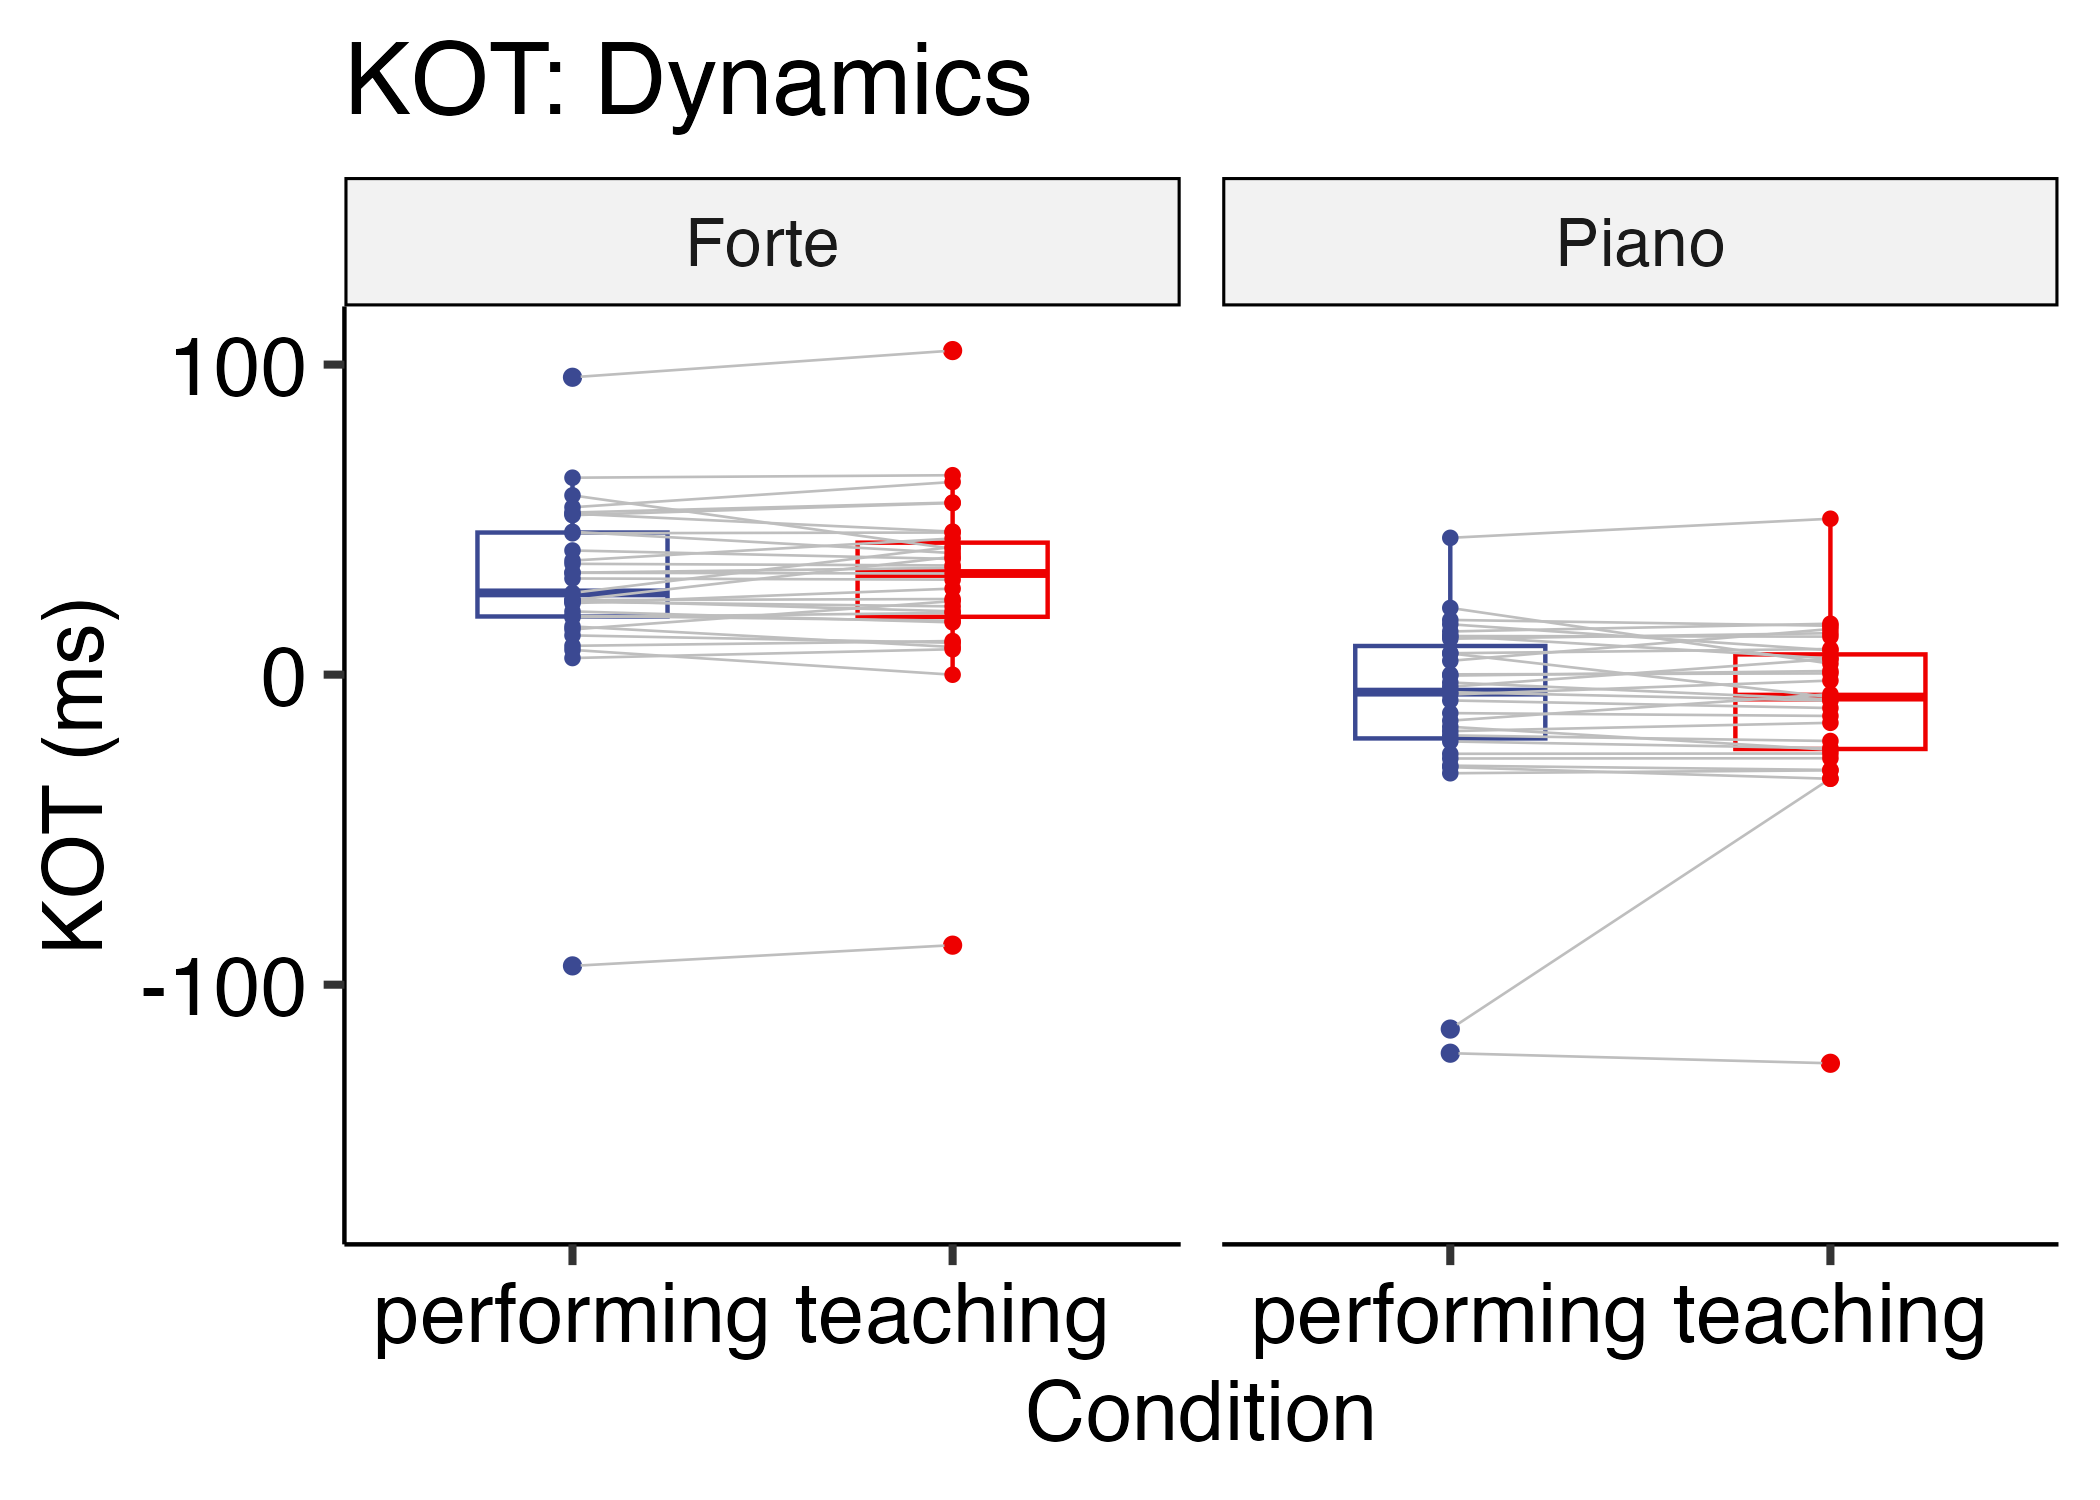 KOT: Dynamics
Forte
Piano
KOT (ms)
100
0
-100
performing teaching
performing teaching
Condition